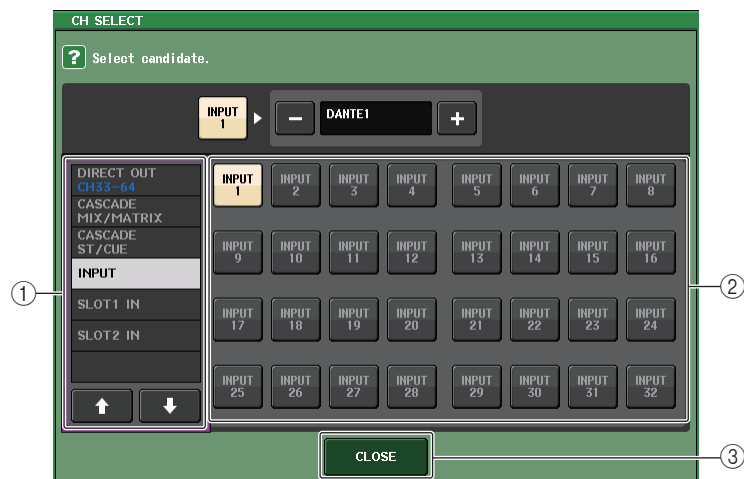 CH SELECT
? Select candidate.
INPUT
1
−
DANTE1
+
DIRECT OUT
CH33-64
CASCADE
MIX/MATRIX
CASCADE
ST/CUE
INPUT
SLOT1 IN
SLOT2 IN
INPUT 1
INPUT 2
INPUT 3
INPUT 4
INPUT 5
INPUT 6
INPUT 7
INPUT 8
INPUT 9
INPUT 10
INPUT 11
INPUT 12
INPUT 13
INPUT 14
INPUT 15
INPUT 16
INPUT 17
INPUT 18
INPUT 19
INPUT 20
INPUT 21
INPUT 22
INPUT 23
INPUT 24
INPUT 25
INPUT 26
INPUT 27
INPUT 28
INPUT 29
INPUT 30
INPUT 31
INPUT 32
CLOSE
①
②
③